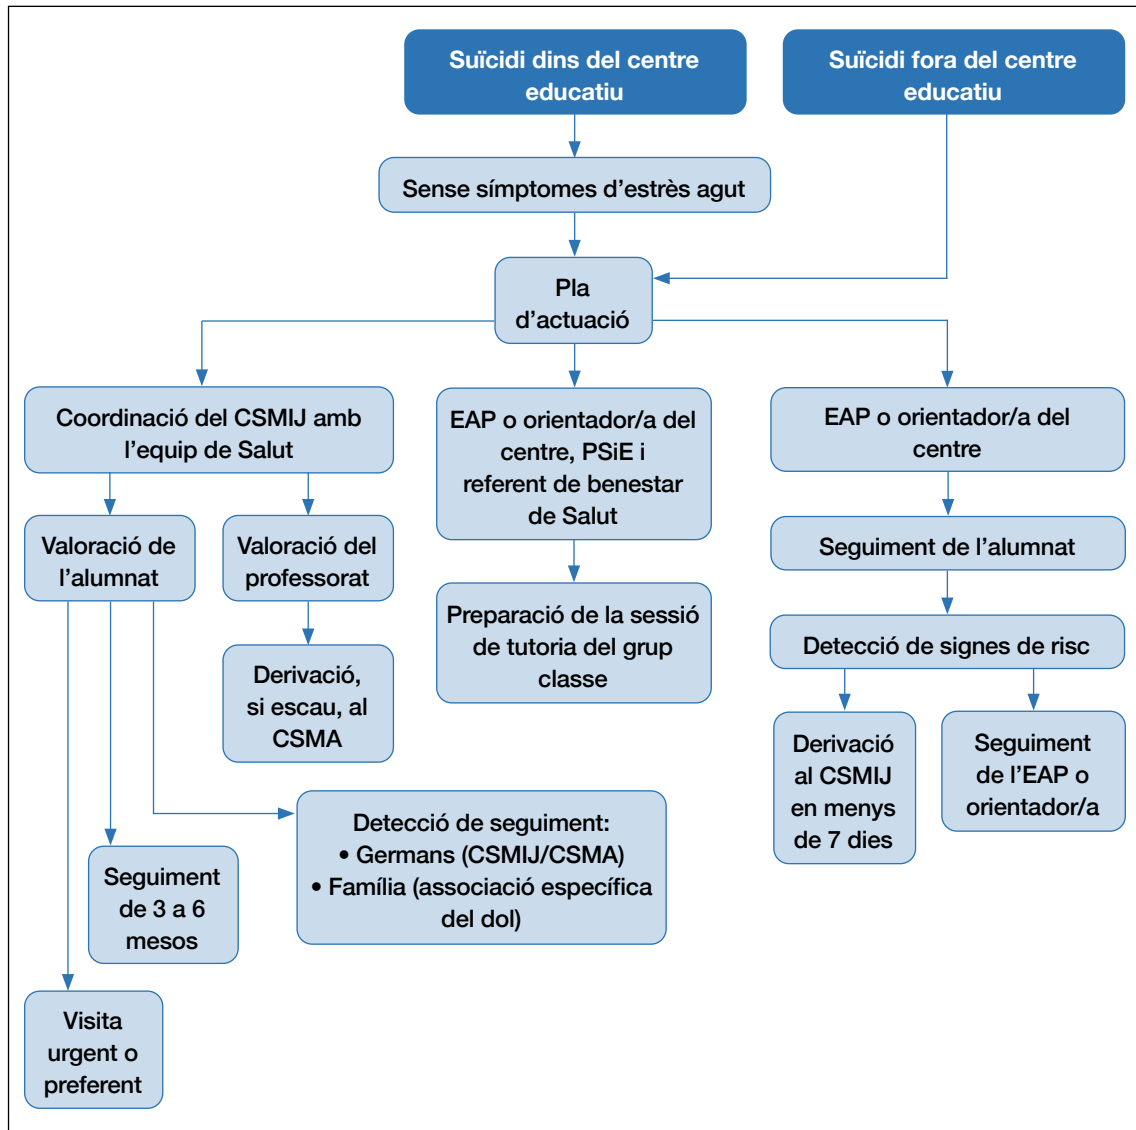 Suïcidi dins del centre
educatiu
Suïcidi fora del centre
educatiu
Sense símptomes d'estrès agut
Pla
d'actuació
Coordinació del CSMIJ amb
l'equip de Salut
EAP o orientador/a del
centre, PSiE i
referent de benestar
de Salut
EAP o orientador/a del
centre
Valoració de
l'alumnat
Valoració del
professorat
Seguiment de l'alumnat
Preparació de la sessió
de tutoria del grup
classe
Detecció de signes de risc
Derivació,
si escau, al
CSMA
Derivació
al CSMIJ
en menys
de 7 dies
Seguiment
de l'EAP o
orientador/a
Detecció de seguiment:
• Germans (CSMIJ/CSMA)
• Família (associació específica
del dol)
Seguiment
de 3 a 6
mesos
Visita
urgent o
preferent